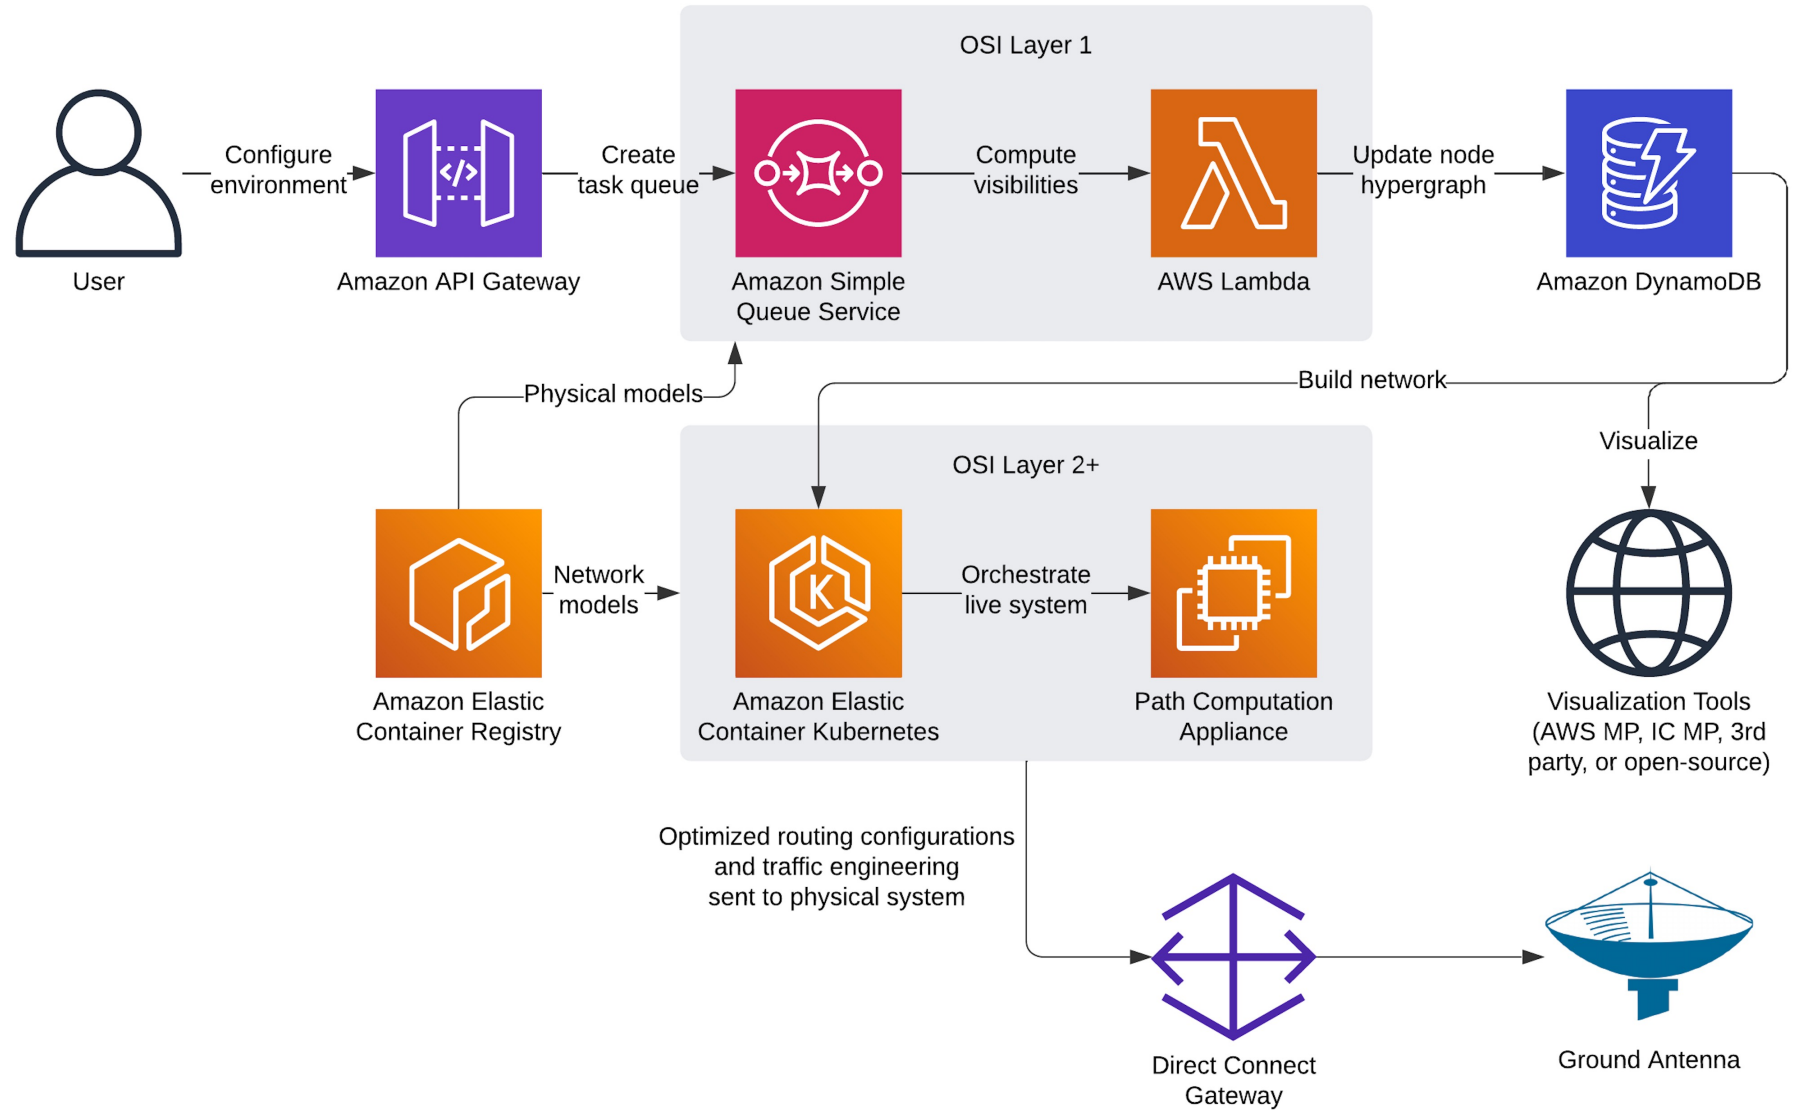 OSI Layer 1
Configure
environment
Create
task queue
Compute
visibilities
Update node
hypergraph
</>
User
Amazon API Gateway
Amazon Simple
Queue Service
AWS Lambda
Amazon DynamoDB
Physical models
Build network
Visualize
OSI Layer 2+
Network
models
K
Orchestrate
live system
Amazon Elastic
Container Registry
Amazon Elastic
Container Kubernetes
Path Computation
Appliance
Visualization Tools
(AWS MP, IC MP, 3rd
party, or open-source)
Optimized routing configurations
and traffic engineering
sent to physical system
Direct Connect
Gateway
Ground Antenna